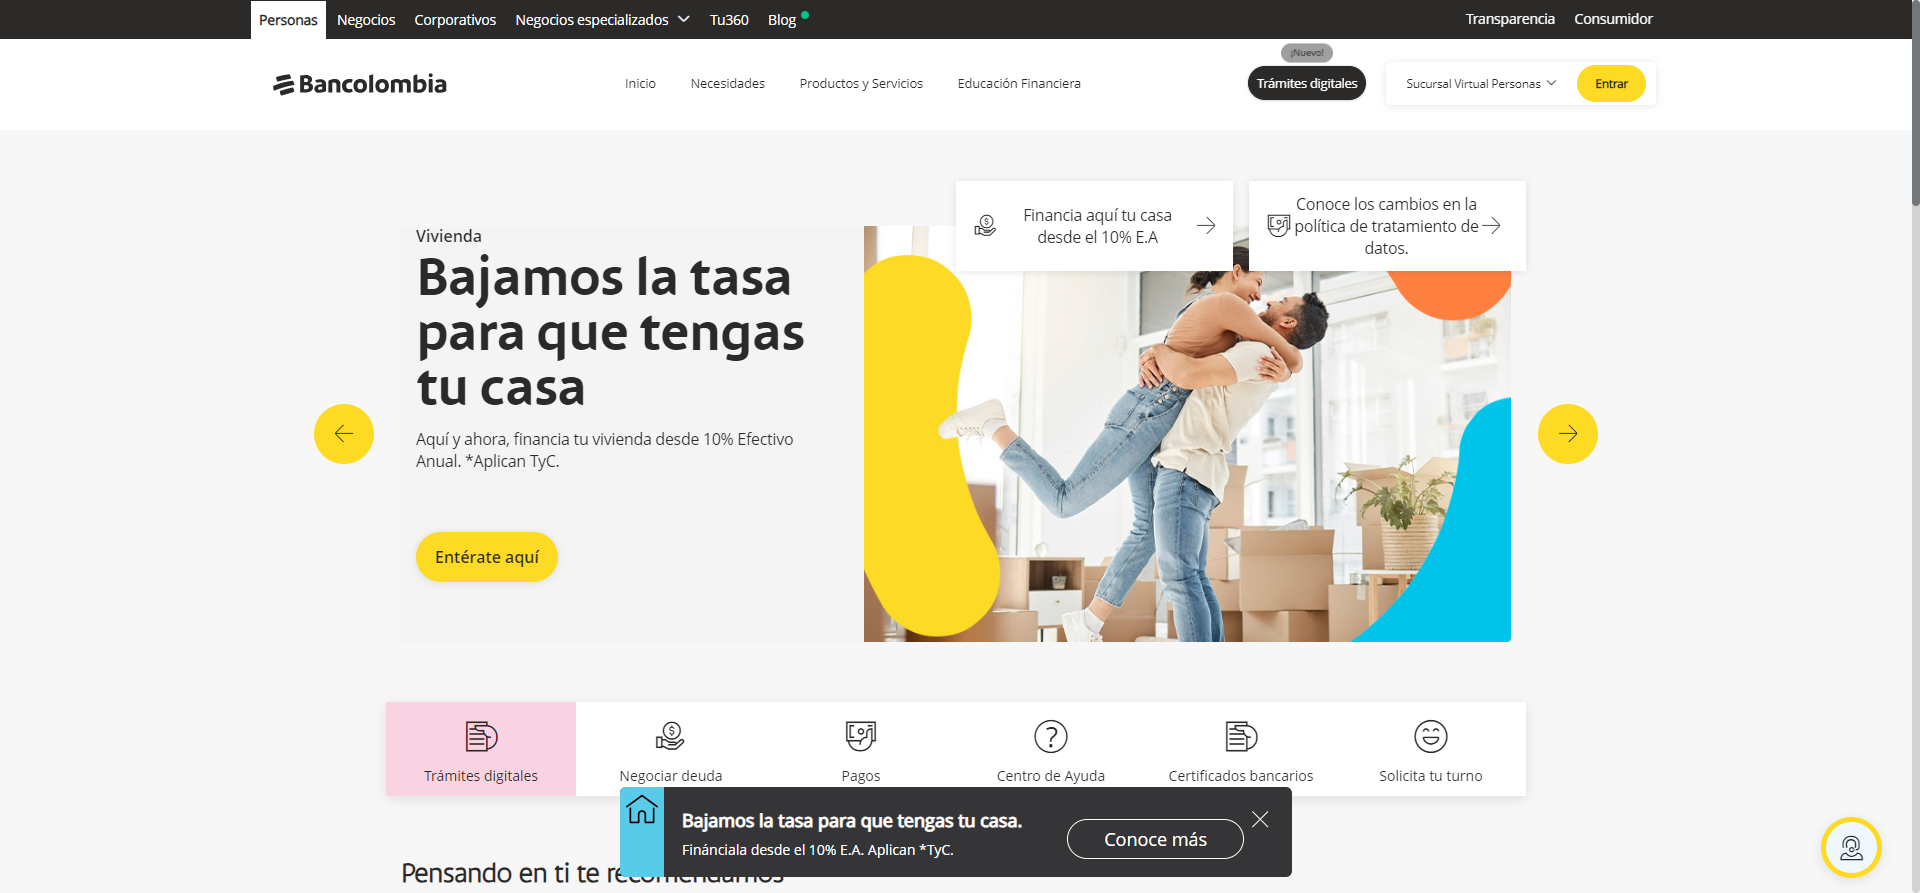 Personas
Negocios
Corporativos
Negocios especializados
Tu360
Blog
Transparencia
Consumidor
¡Nuevo!
Bancolombia
Inicio
Necesidades
Productos y Servicios
Educación Financiera
Trámites digitales
Sucursal Virtual Personas
Entrar
Financia aquí tu casa
desde el 10% E.A
Conoce los cambios en la
política de tratamiento de
datos.
Vivienda
Bajamos la tasa
para que tengas
tu casa
Aquí y ahora, financia tu vivienda desde 10% Efectivo
Anual. *Aplican TyC.
Entérate aquí
Trámites digitales
Negociar deuda
Pagos
Centro de Ayuda
Certificados bancarios
Solicita tu turno
Bajamos la tasa para que tengas tu casa.
Fináncia​la desde el 10% E.A. Aplican *TyC.
Conoce más
Pensando en ti te recomendamos